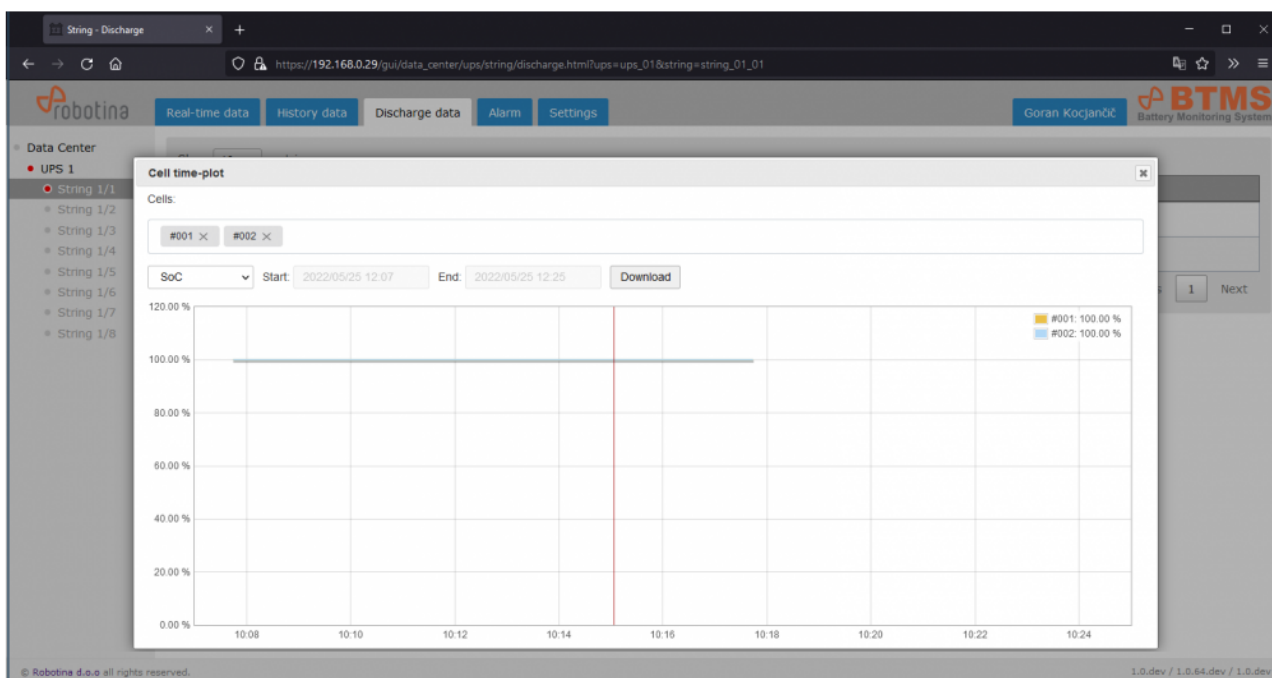 String - Discharge
https://192.168.0.29/gui/data_center/ups/string/discharge.html?ups=ups_01&string=string_01_01
robotina
Real-time data History data Discharge data Alarm Settings
Goran Kocjančič
BTMS
Battery Monitoring System
Data Center
UPS 1
String 1/1
String 1/2
String 1/3
String 1/4
String 1/5
String 1/6
String 1/7
String 1/8
Cell time-plot
Cells:
#001 #002
SoC Start: 2022/05/25 12:07 End: 2022/05/25 12:25 Download
120.00 %
#001: 100.00 %
#002: 100.00 %
100.00 %
80.00 %
60.00 %
40.00 %
20.00 %
0.00 %
10:08 10:10 10:12 10:14 10:16 10:18 10:20 10:22 10:24
1 Next
© Robotina d.o.o all rights reserved.
1.0.dev / 1.0.64.dev / 1.0.dev